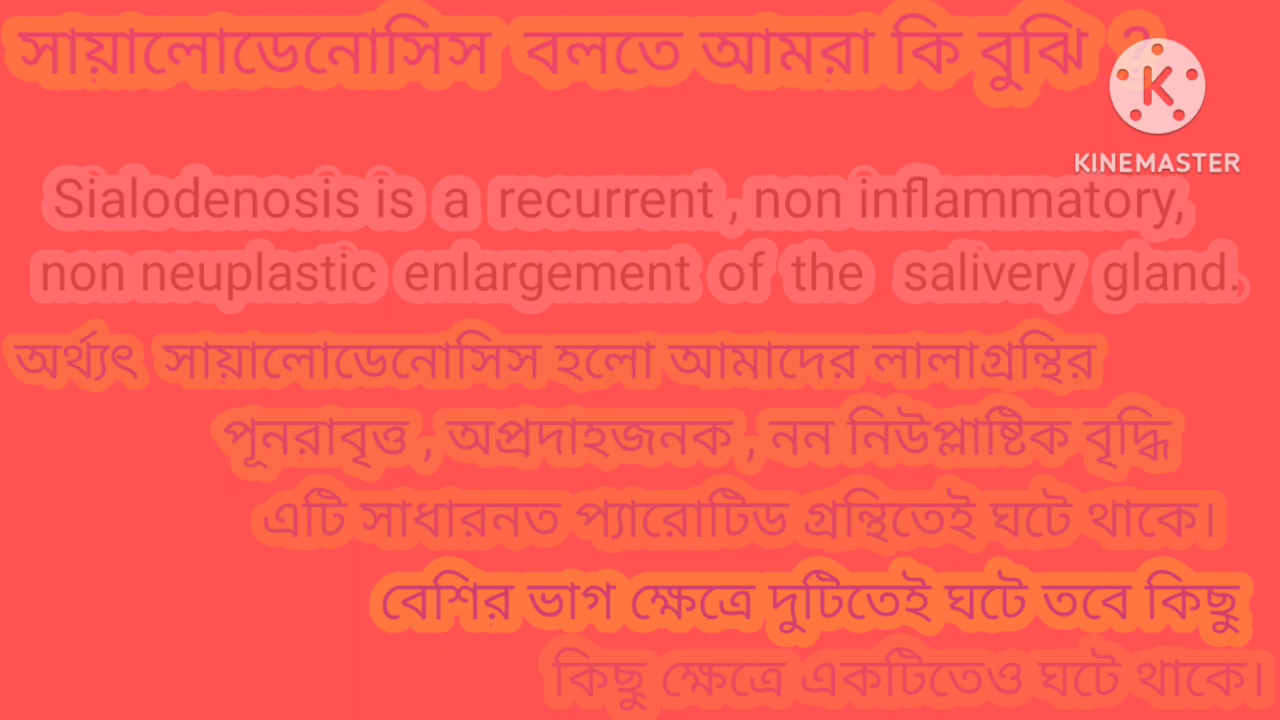 সায়ালোডেনোসিস বলতে আমরা কি বুঝি ?
K
KINEMASTER
Sialodenosis is a recurrent , non inflammatory,
non neuplastic enlargement of the salivery gland.
অর্থ্যৎ সায়ালোডেনোসিস হলো আমাদের লালাগ্রন্থির
পূনরাবৃত্ত , অপ্রদাহজনক , নন নিউপ্লাষ্টিক বৃদ্ধি
এটি সাধারনত প্যারোটিড গ্রন্থিতেই ঘটে থাকে।
বেশির ভাগ ক্ষেত্রে দুটিতেই ঘটে তবে কিছু
কিছু ক্ষেত্রে একটিতেও ঘটে থাকে।